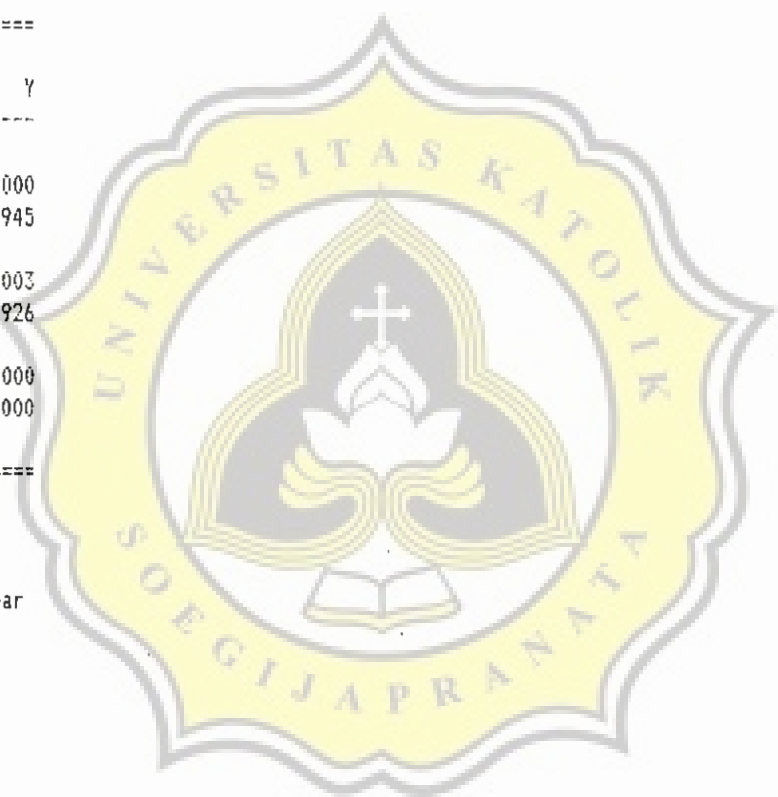 ===
Y
---
000
945
003
926
000
000
===
ar
UNIVERSITAS KATOLIK
SOEGIJAPRANATA